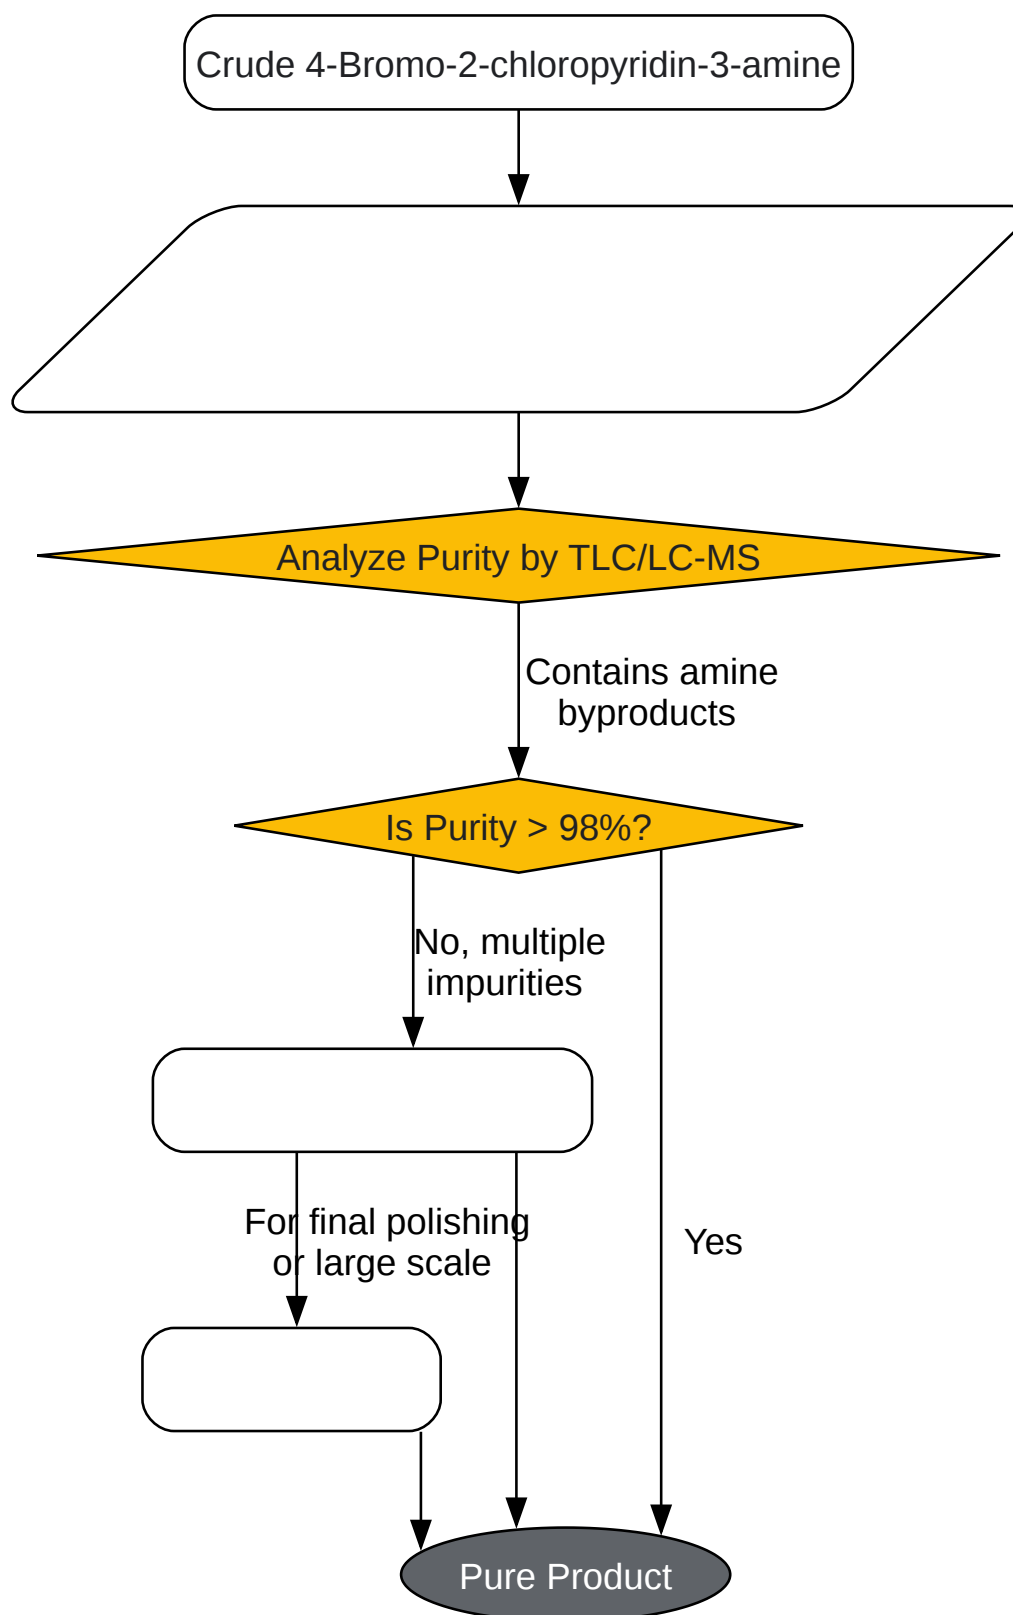 Crude 4-Bromo-2-chloropyridin-3-amine
Analyze Purity by TLC/LC-MS
Contains amine
byproducts
Is Purity > 98%?
No, multiple
impurities
For final polishing
or large scale
Yes
Pure Product